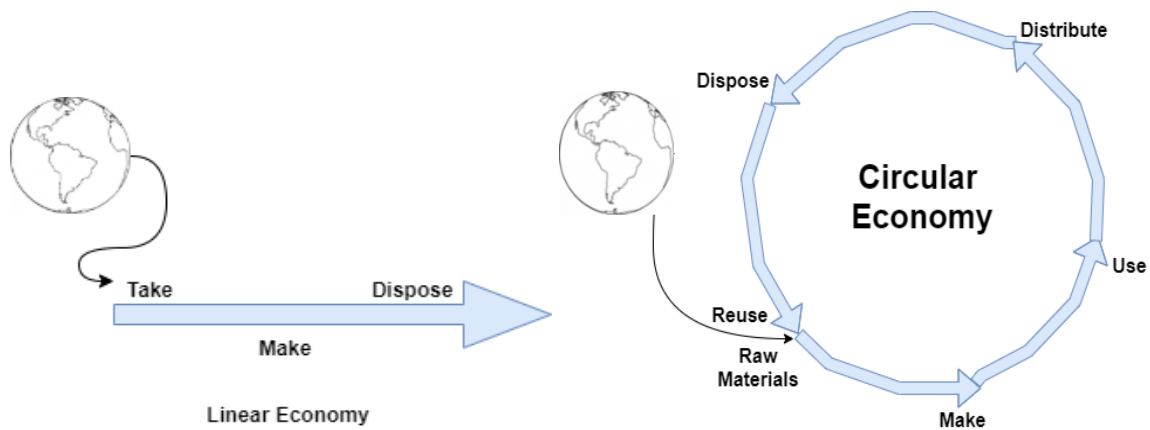 Take
Dispose
Make
Linear Economy
Distribute
Dispose
Circular
Economy
Use
Reuse
Raw
Materials
Make